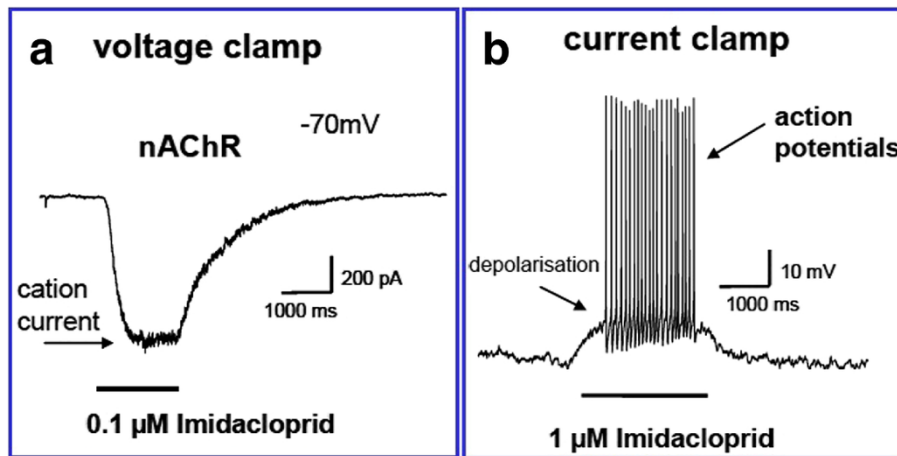 a
voltage clamp
nAChR
-70mV
cation
current
200 pA
1000 ms
0.1 µM Imidacloprid
b
current clamp
action
potentials
depolarisation
10 mV
1000 ms
1 µM Imidacloprid